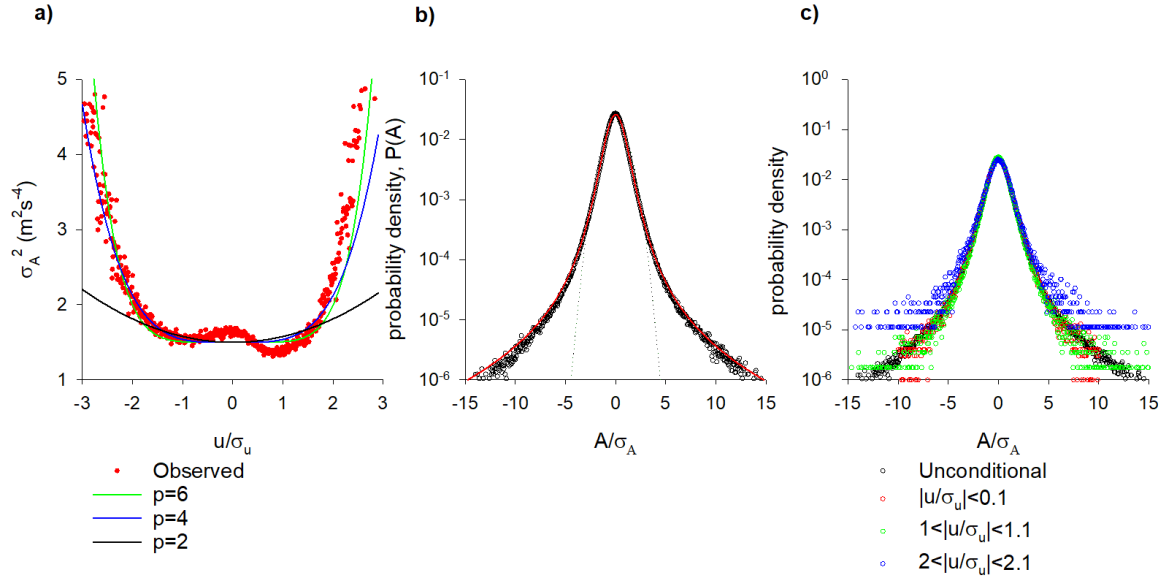 a)
5
4
3
2
1
σ_A^2 (m^2s^-4)
-3 -2 -1 0 1 2 3
u/σ_u
Observed
p=6
p=4
p=2
b)
10^-1
10^-2
10^-3
10^-4
10^-5
10^-6
probability density, P(A)
-15 -10 -5 0 5 10 15
A/σ_A
c)
10^0
10^-1
10^-2
10^-3
10^-4
10^-5
10^-6
probability density
-15 -10 -5 0 5 10 15
A/σ_A
Unconditional
|u/σ_u|<0.1
1<|u/σ_u|<1.1
2<|u/σ_u|<2.1